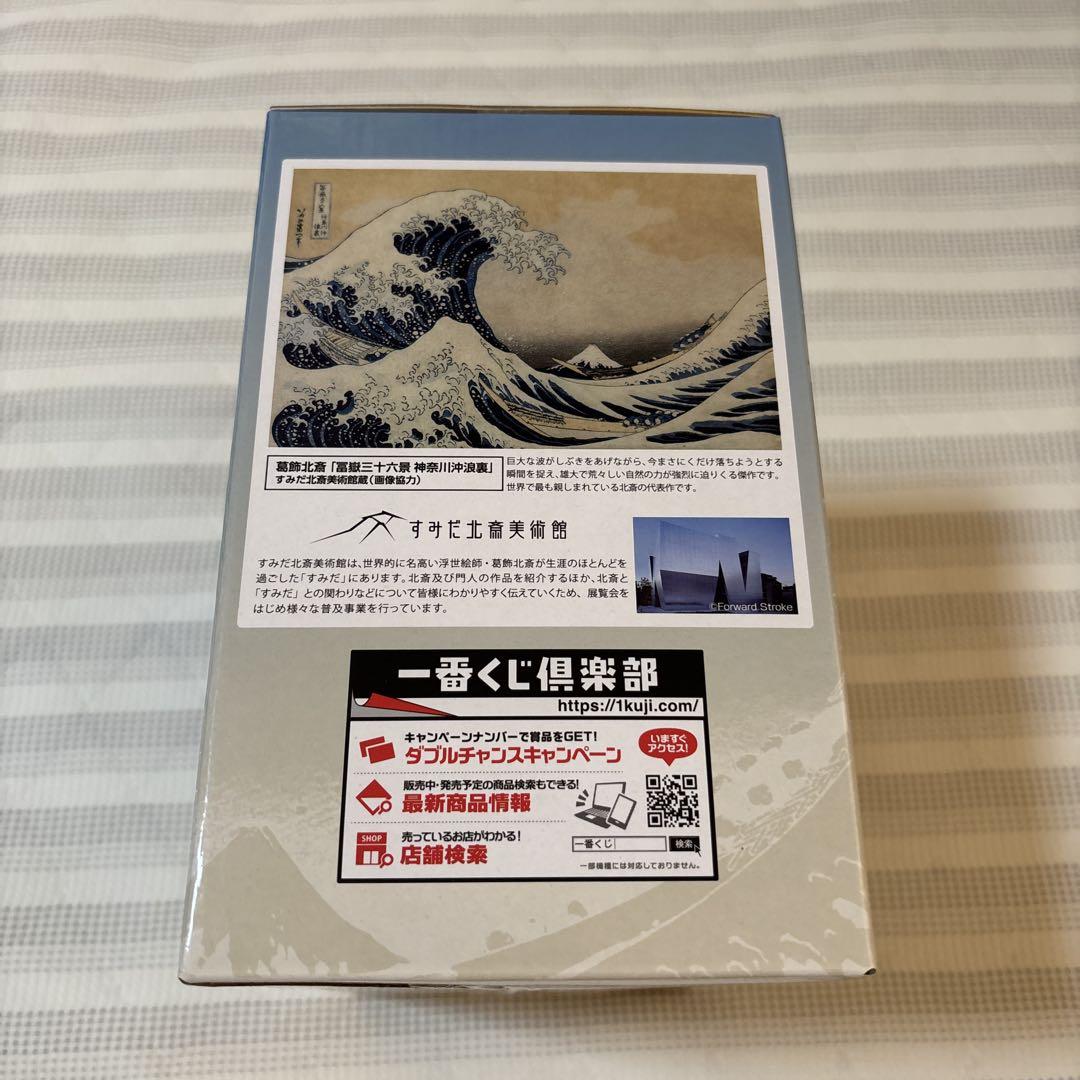 冨嶽三十六景 神奈川沖
浪裏
葛飾北斎「冨嶽三十六景 神奈川沖浪裏」
すみだ北斎美術館蔵(画像協力)
巨大な波がしぶきをあげながら、今まさにくだけ落ちようとする
瞬間を捉え、雄大で荒々しい自然の力が強烈に迫りくる傑作です。
世界で最も親しまれている北斎の代表作です。
すみだ北斎美術館
すみだ北斎美術館は、世界的に名高い浮世絵師・葛飾北斎が生涯のほとんどを
過ごした「すみだ」にあります。北斎及び門人の作品を紹介するほか、北斎と
「すみだ」との関わりなどについて皆様にわかりやすく伝えていくため、展覧会を
はじめ様々な普及事業を行っています。
©Forward Stroke
一番くじ倶楽部
https://1kuji.com/
キャンペーンナンバーで賞品をGET!
ダブルチャンスキャンペーン
いますぐ
アクセス!
販売中・発売予定の商品検索もできる!
最新商品情報
SHOP
売っているお店がわかる!
店舗検索
一番くじ
検索
一部機種には対応しておりません。